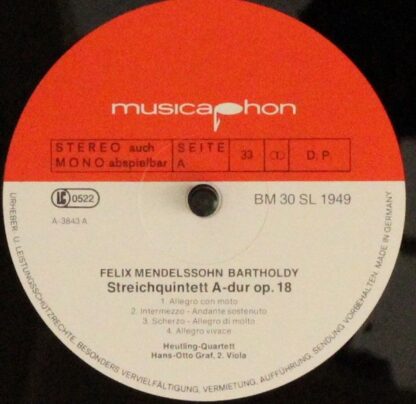 musicaphon
STEREO auch
MONO abspielbar
SEITE
A
33
D.P.
LC 0522
A-3843 A
BM 30 SL 1949
FELIX MENDELSSOHN BARTHOLDY
Streichquintett A-dur op. 18
1. Allegro con moto
2. Intermezzo - Andante sostenuto
3. Scherzo - Allegro di molto
4. Allegro vivace
Heutling-Quartett
Hans-Otto Graf, 2. Viola
URHEBER- U. LEISTUNGSSCHUTZRECHTE, BESONDERS VERVIELFÄLTIGUNG, VERMIETUNG, AUFFÜHRUNG, SENDUNG VORBEHALTEN. MADE IN GERMANY